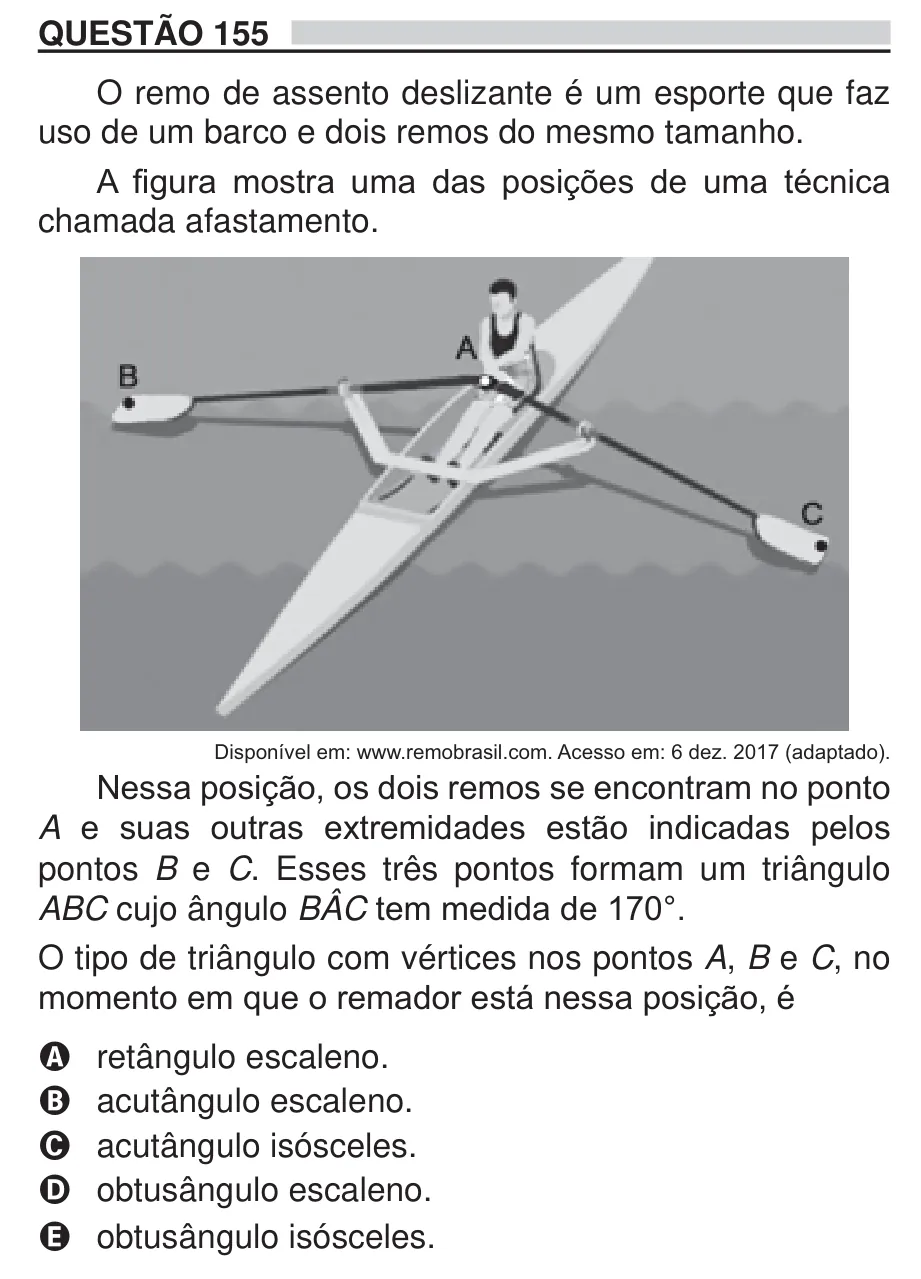 QUESTÃO 155
O remo de assento deslizante é um esporte que faz
uso de um barco e dois remos do mesmo tamanho.
A figura mostra uma das posições de uma técnica
chamada afastamento.
A
B
C
Disponível em: www.remobrasil.com. Acesso em: 6 dez. 2017 (adaptado).
Nessa posição, os dois remos se encontram no ponto
A e suas outras extremidades estão indicadas pelos
pontos B e C. Esses três pontos formam um triângulo
ABC cujo ângulo BÂC tem medida de 170°.
O tipo de triângulo com vértices nos pontos A, B e C, no
momento em que o remador está nessa posição, é
A retângulo escaleno.
B acutângulo escaleno.
C acutângulo isósceles.
D obtusângulo escaleno.
E obtusângulo isósceles.